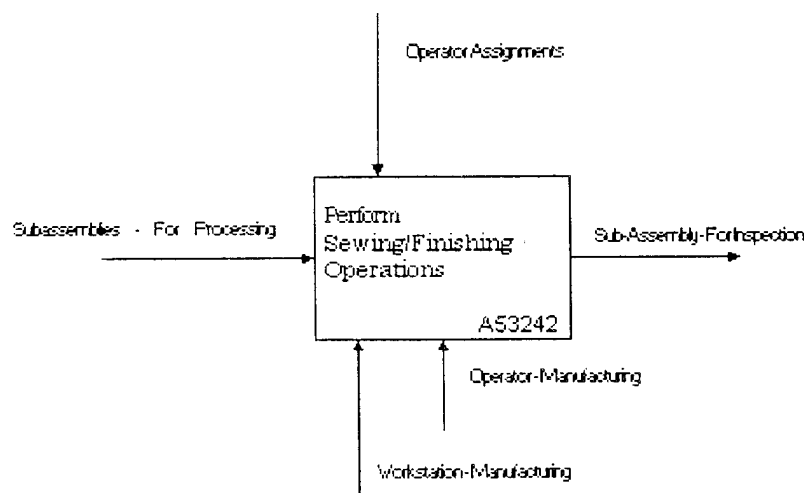 Operator Assignments
Subassemblies - For Processing
Perform
Sewing/Finishing
Operations
Sub-Assembly-ForInspection
A53242
Operator-Manufacturing
Workstation-Manufacturing